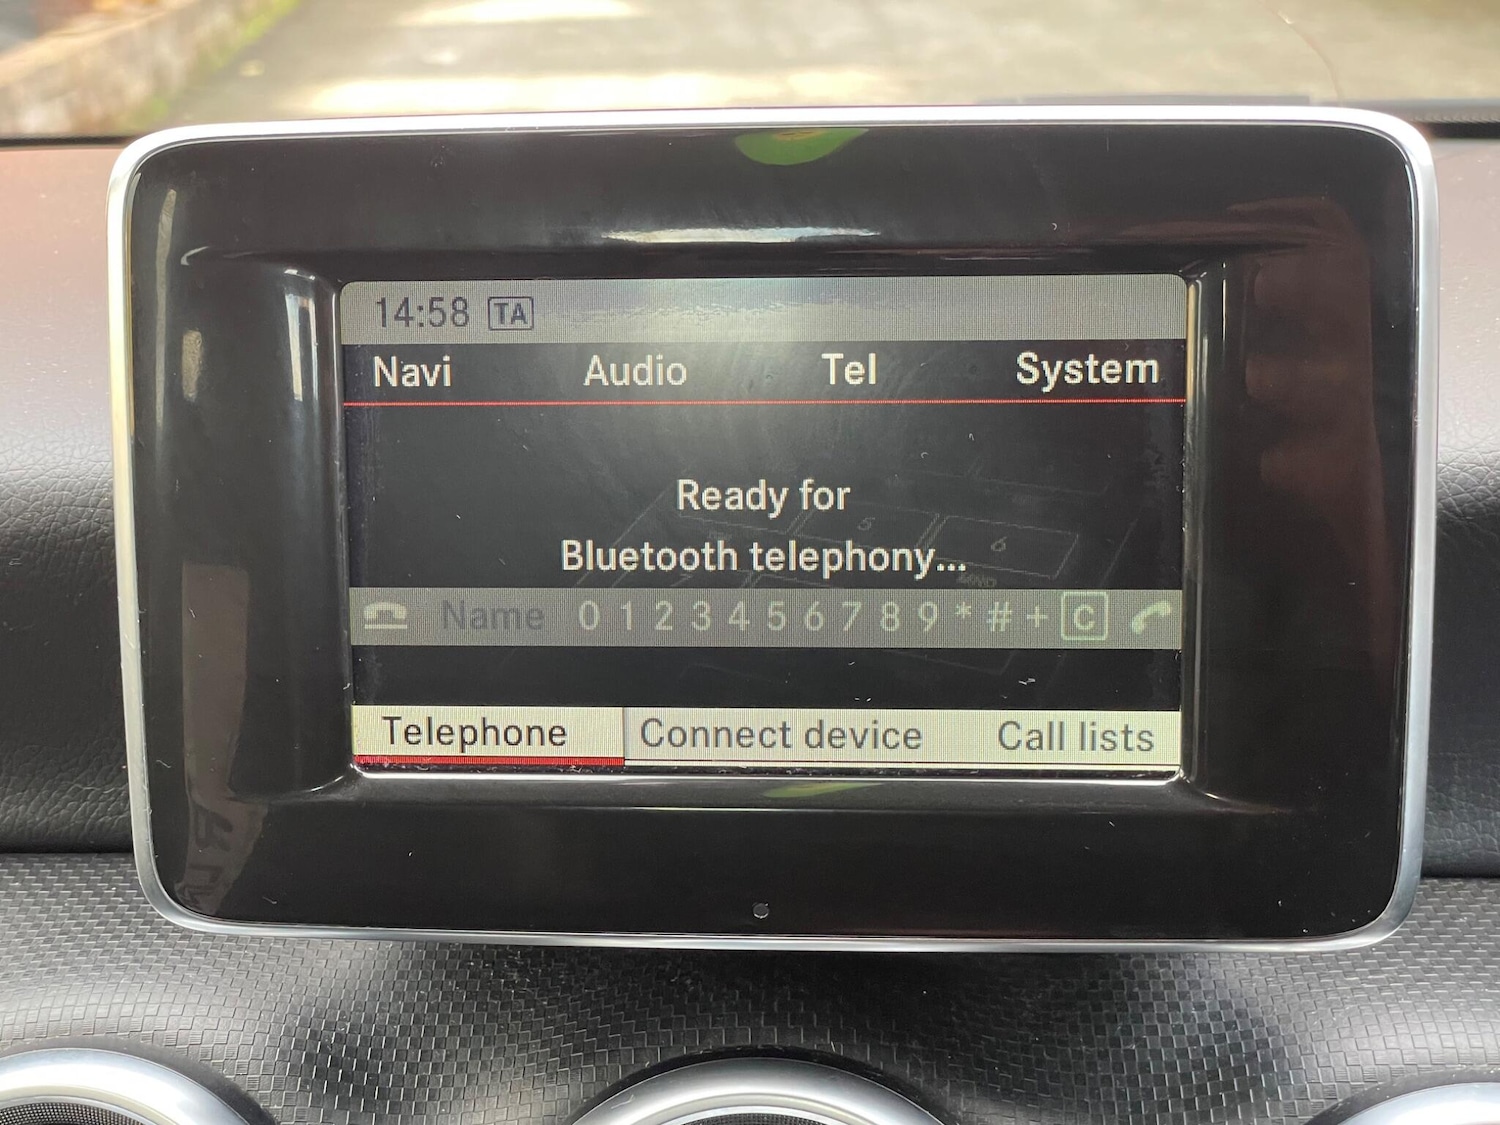 14:58 TA
Navi Audio Tel System
Ready for
Bluetooth telephony...
Name 0 1 2 3 4 5 6 7 8 9 * # + C
Telephone Connect device Call lists